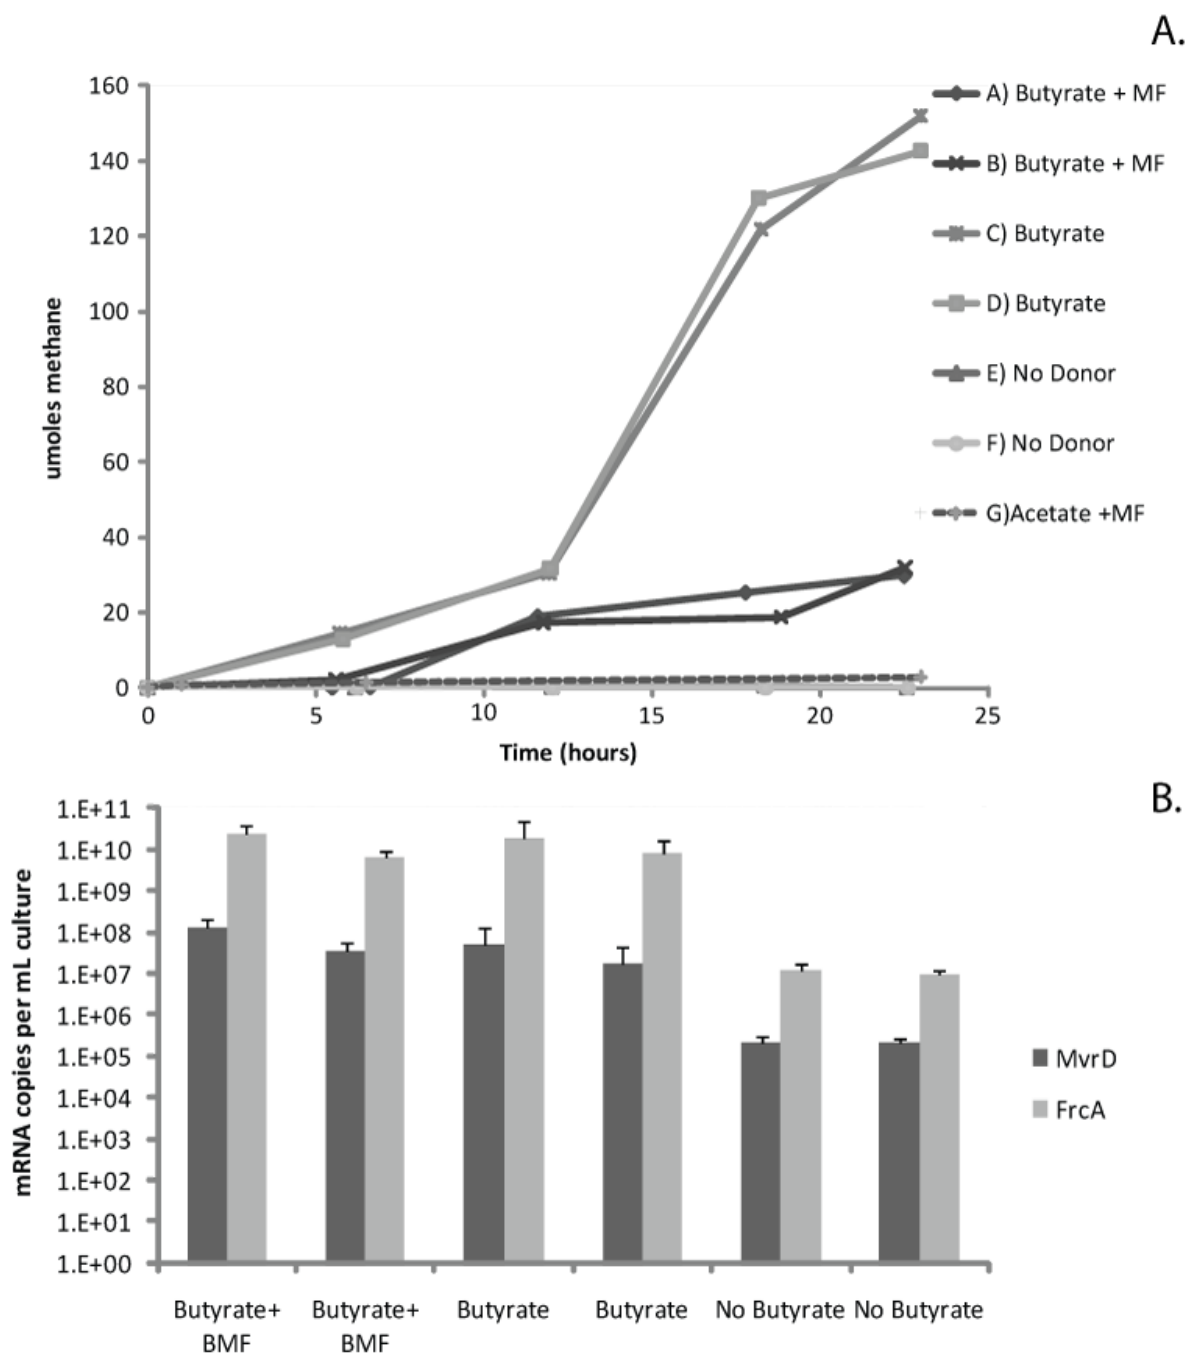 A.
160
140
120
100
80
60
40
20
0
umoles methane
0 5 10 15 20 25
Time (hours)
A) Butyrate + MF
B) Butyrate + MF
C) Butyrate
D) Butyrate
E) No Donor
F) No Donor
G)Acetate +MF
B.
1.E+11
1.E+10
1.E+09
1.E+08
1.E+07
1.E+06
1.E+05
1.E+04
1.E+03
1.E+02
1.E+01
1.E+00
mRNA copies per mL culture
MvrD
FrcA
Butyrate+ Butyrate+ Butyrate Butyrate No Butyrate No Butyrate
BMF BMF